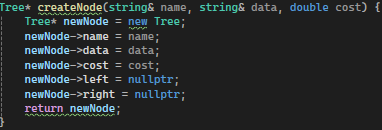 Tree* createNode(string& name, string& data, double cost) {
Tree* newNode = new Tree;
newNode->name = name;
newNode->data = data;
newNode->cost = cost;
newNode->left = nullptr;
newNode->right = nullptr;
return newNode;
}